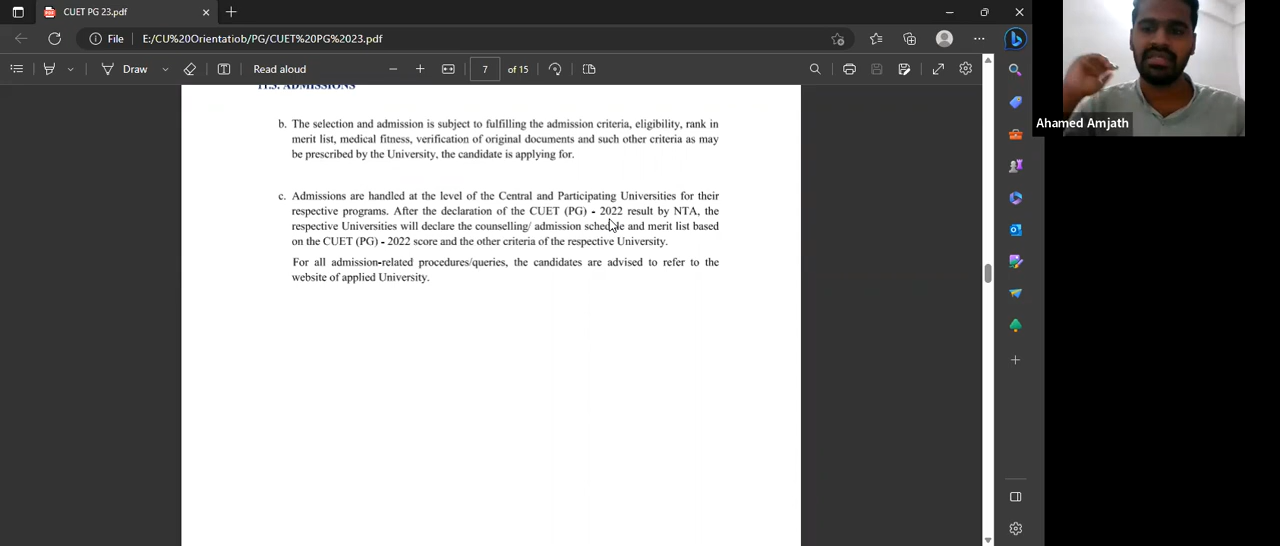 CUET PG 23.pdf
File
E:/CU%20Orientatiob/PG/CUET%20PG%2023.pdf
Draw
Read aloud
7
of 15
11.3. ADMISSIONS
b. The selection and admission is subject to fulfilling the admission criteria, eligibility, rank in
merit list, medical fitness, verification of original documents and such other criteria as may
be prescribed by the University, the candidate is applying for.
c. Admissions are handled at the level of the Central and Participating Universities for their
respective programs. After the declaration of the CUET (PG) - 2022 result by NTA, the
respective Universities will declare the counselling/ admission schedule and merit list based
on the CUET (PG) - 2022 score and the other criteria of the respective University.
For all admission-related procedures/queries, the candidates are advised to refer to the
website of applied University.
Ahamed Amjath